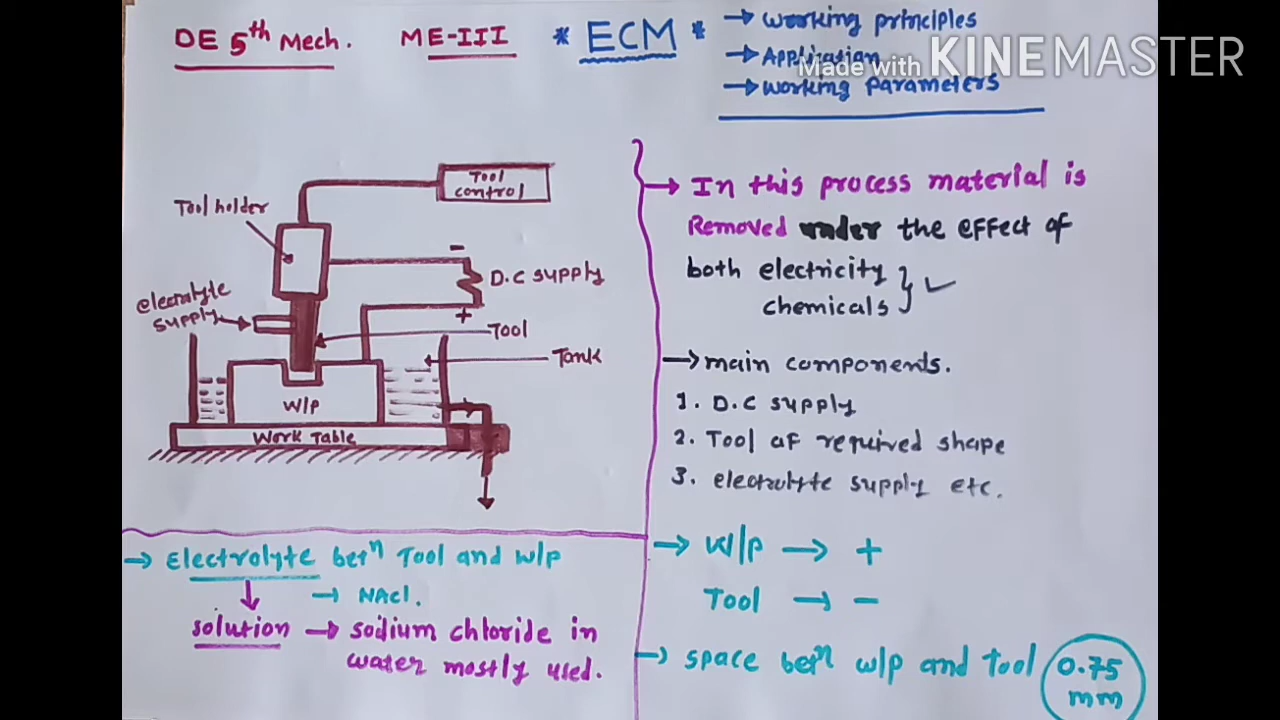 DE 5th Mech. ME-III * ECM *
→ Working principles
→ Application
→ Working Parameters
Made with KINEMASTER
Tool control
Tool holder
-
D.C supply
+
electrolyte
supply
Tool
Tank
W/P
Work Table
→ In this process material is
Removed under the effect of
both electricity
chemicals } ✓
→ main components.
1. D.C supply
2. Tool of required shape
3. electrolyte supply etc.
→ W/P → +
Tool → -
→ space betn w/p and Tool 0.75 mm
→ Electrolyte betn Tool and W/p
→ NAcl.
solution → sodium chloride in
water mostly used.